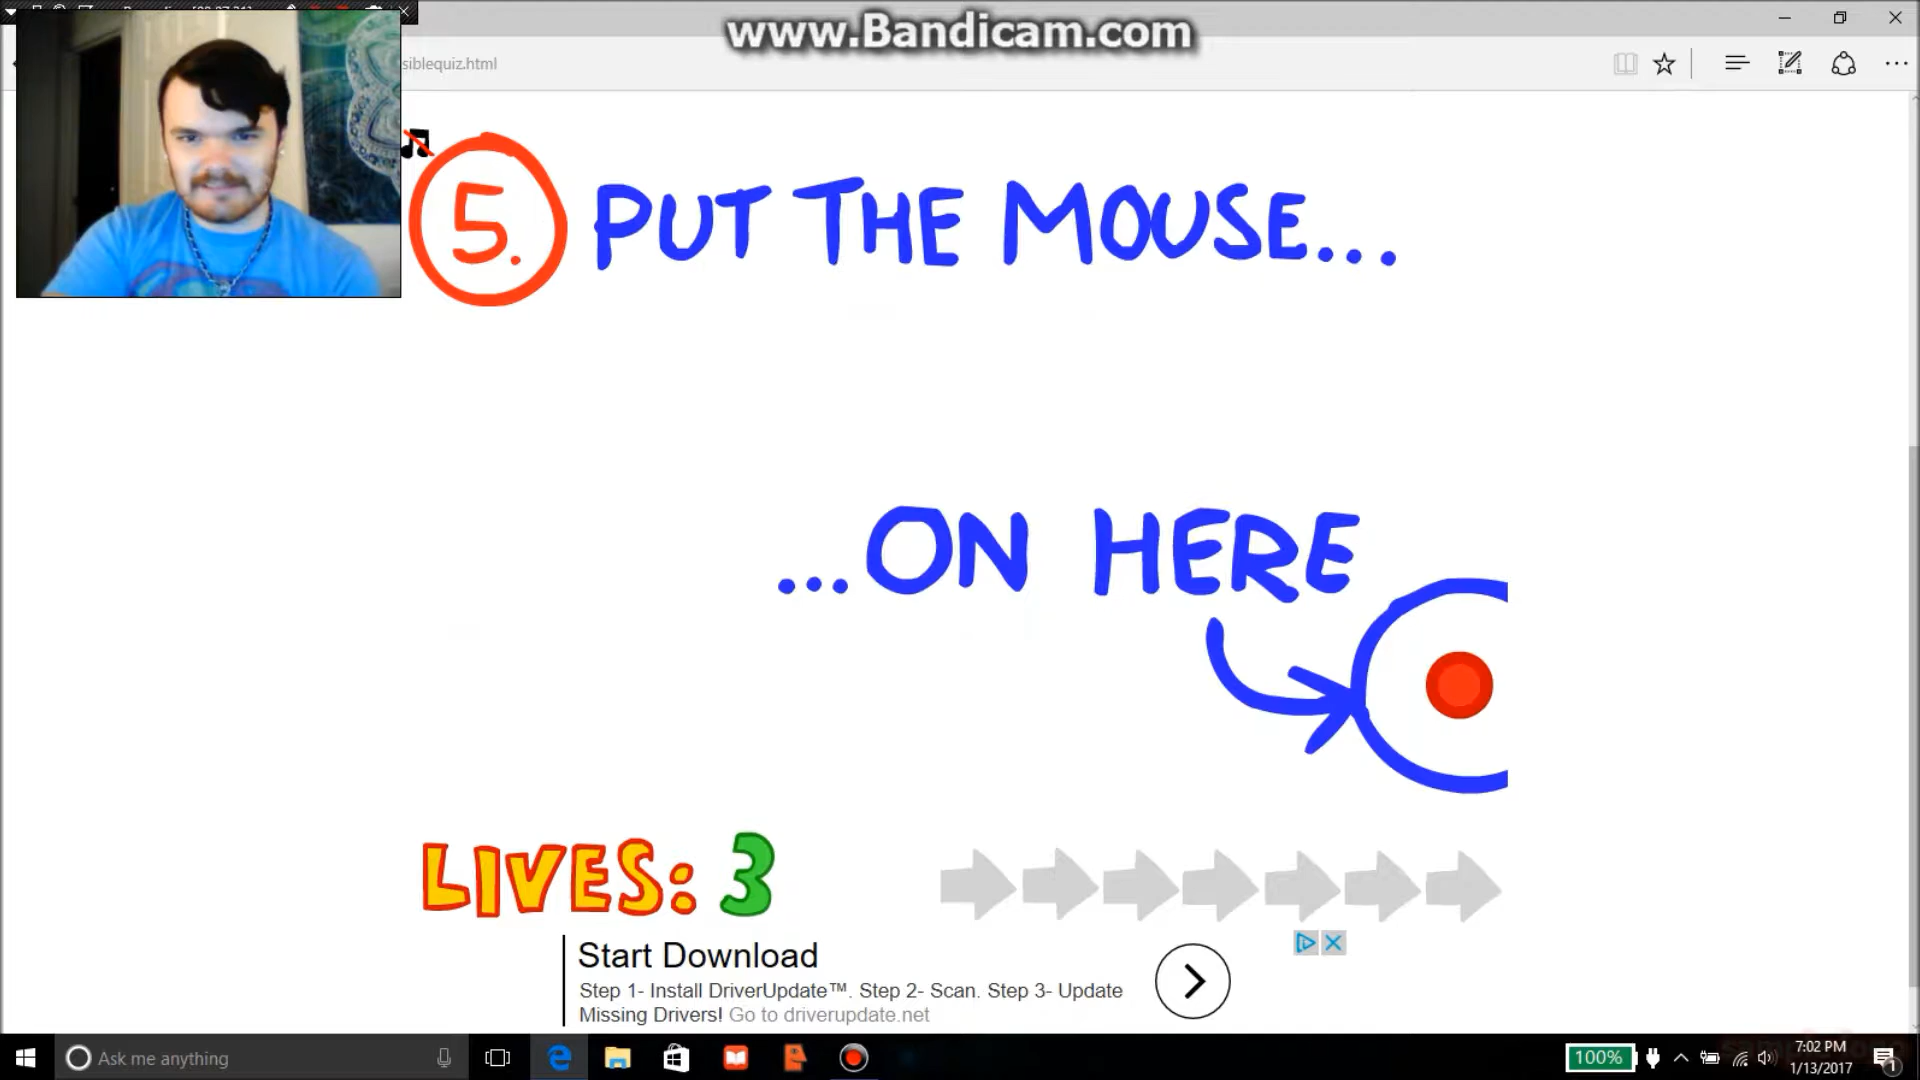 www.Bandicam.com
siblequiz.html
5. PUT THE MOUSE...
...ON HERE
LIVES: 3
Start Download
Step 1- Install DriverUpdate™. Step 2- Scan. Step 3- Update
Missing Drivers! Go to driverupdate.net
Ask me anything
100%
7:02 PM
1/13/2017
1